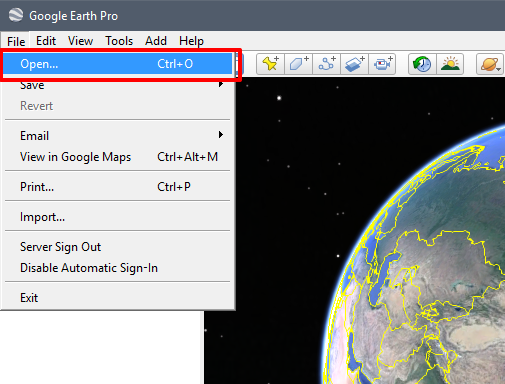 Google Earth Pro
File Edit View Tools Add Help
Open... Ctrl+O
Save
Revert
Email
View in Google Maps Ctrl+Alt+M
Print... Ctrl+P
Import...
Server Sign Out
Disable Automatic Sign-In
Exit